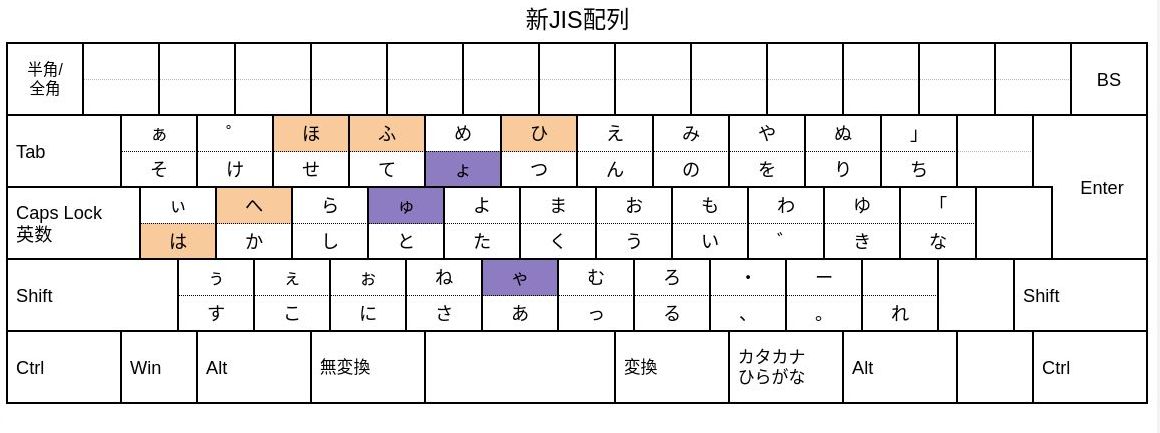 新JIS配列
半角/
全角
BS
Tab
ぁ ゜ ほ ふ め ひ え み や ぬ 」
そ け せ て ょ つ ん の を り ち
Enter
Caps Lock
英数
ぃ へ ら ゅ よ ま お も わ ゆ 「
は か し と た く う い ゛ き な
Shift
ぅ ぇ ぉ ね ゃ む ろ ・ ー
す こ に さ あ っ る 、 。 れ
Shift
Ctrl Win Alt 無変換 変換
カタカナ
ひらがな
Alt Ctrl